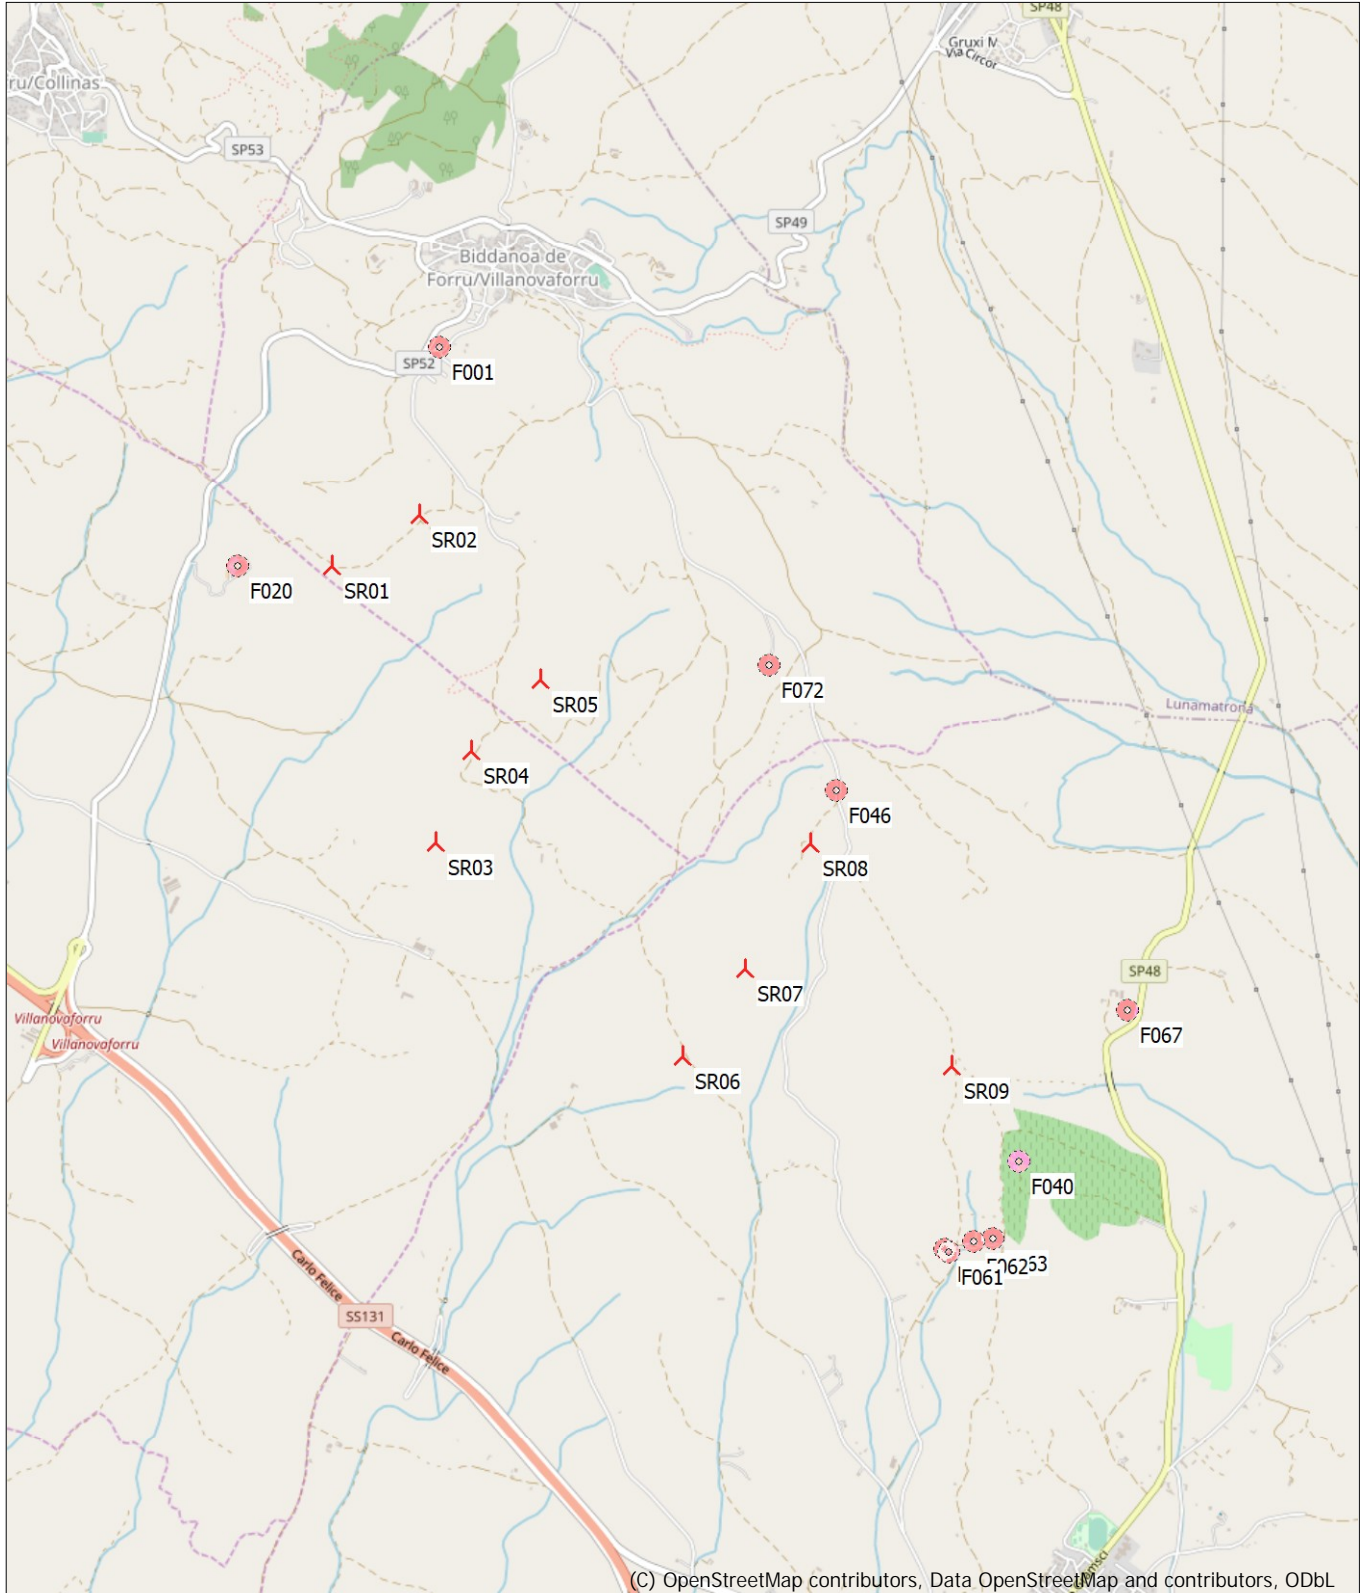 SP48
Gruxi M
Via Circor
ru/Collinas
SP53
SP49
Biddanoa de
Forru/Villanovaforru
SP52
F001
SR02
F020
SR01
F072
SR05
Lunamatrona
SR04
F046
SR03
SR08
SP48
SR07
Villanovaforru
Villanovaforru
F067
SR06
SR09
F040
F061
F062
63
Carlo Felice
SS131
Carlo Felice
(C) OpenStreetMap contributors, Data OpenStreetMap and contributors, ODbL